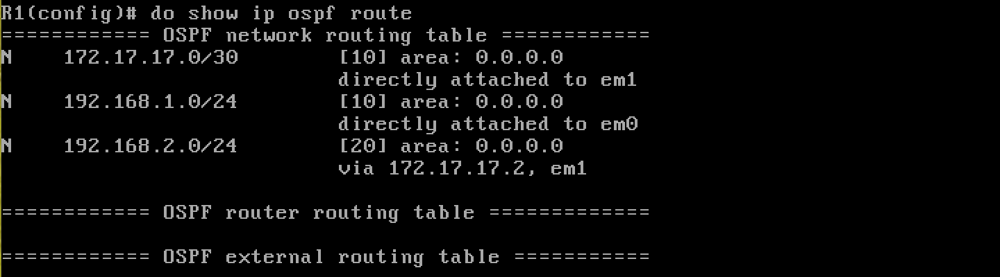 R1(config)# do show ip ospf route
============ OSPF network routing table ============
N    172.17.17.0/30        [10] area: 0.0.0.0
                           directly attached to em1
N    192.168.1.0/24        [10] area: 0.0.0.0
                           directly attached to em0
N    192.168.2.0/24        [20] area: 0.0.0.0
                           via 172.17.17.2, em1
============ OSPF router routing table =============
============ OSPF external routing table ===========